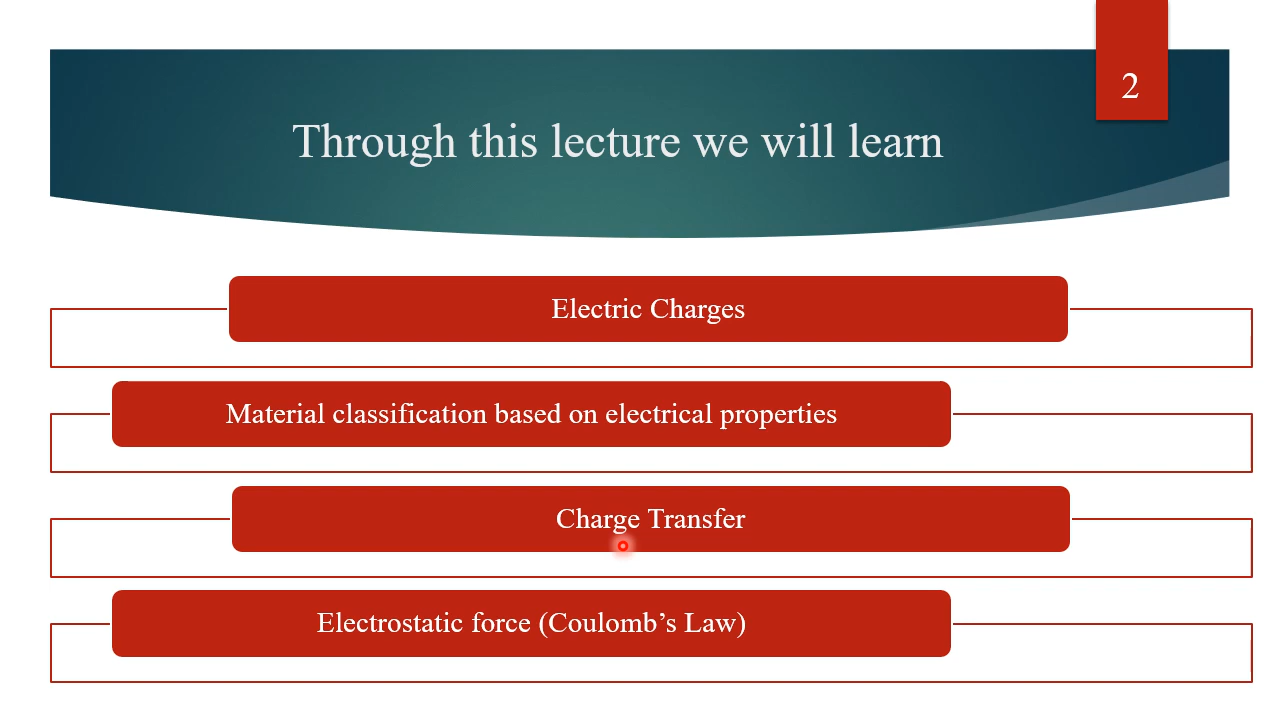 2
Through this lecture we will learn
Electric Charges
Material classification based on electrical properties
Charge Transfer
Electrostatic force (Coulomb’s Law)